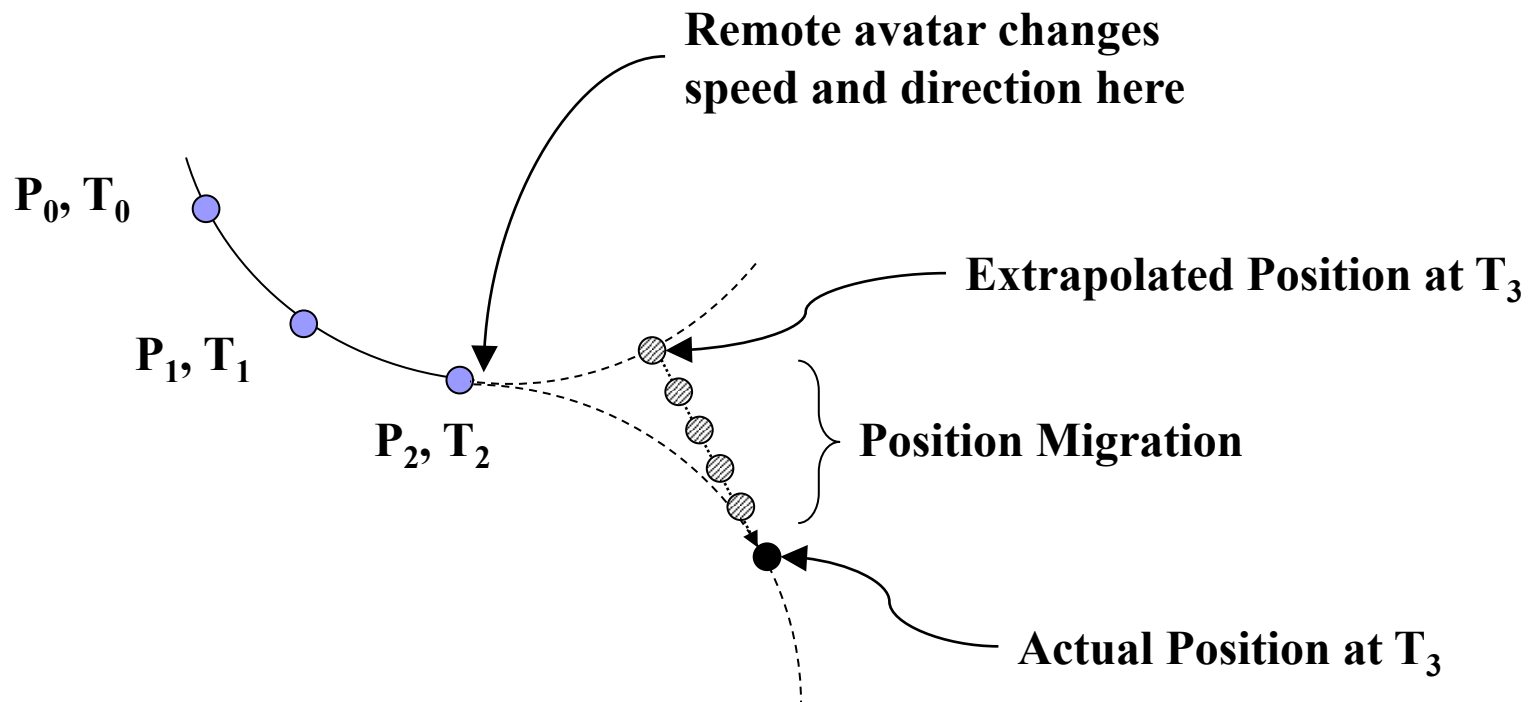 Remote avatar changes
speed and direction here
P₀, T₀
Extrapolated Position at T₃
P₁, T₁
P₂, T₂
Position Migration
Actual Position at T₃